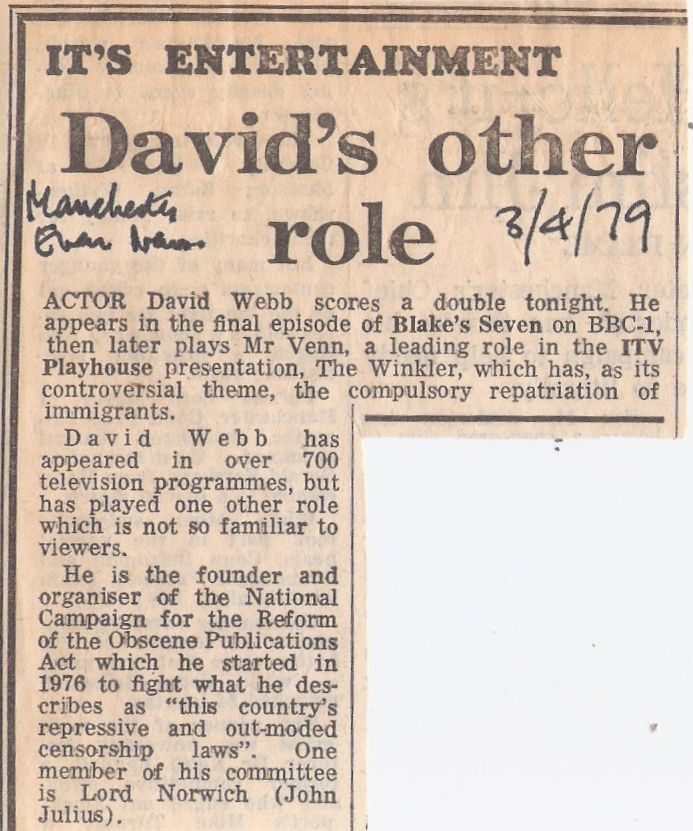 IT'S ENTERTAINMENT
David's other
role
Manchester
Even News
3/4/79
ACTOR David Webb scores a double tonight. He
appears in the final episode of Blake's Seven on BBC-1,
then later plays Mr Venn, a leading role in the ITV
Playhouse presentation, The Winkler, which has, as its
controversial theme, the compulsory repatriation of
immigrants.
David Webb has
appeared in over 700
television programmes, but
has played one other role
which is not so familiar to
viewers.
He is the founder and
organiser of the National
Campaign for the Reform
of the Obscene Publications
Act which he started in
1976 to fight what he des-
cribes as "this country's
repressive and out-moded
censorship laws". One
member of his committee
is Lord Norwich (John
Julius).